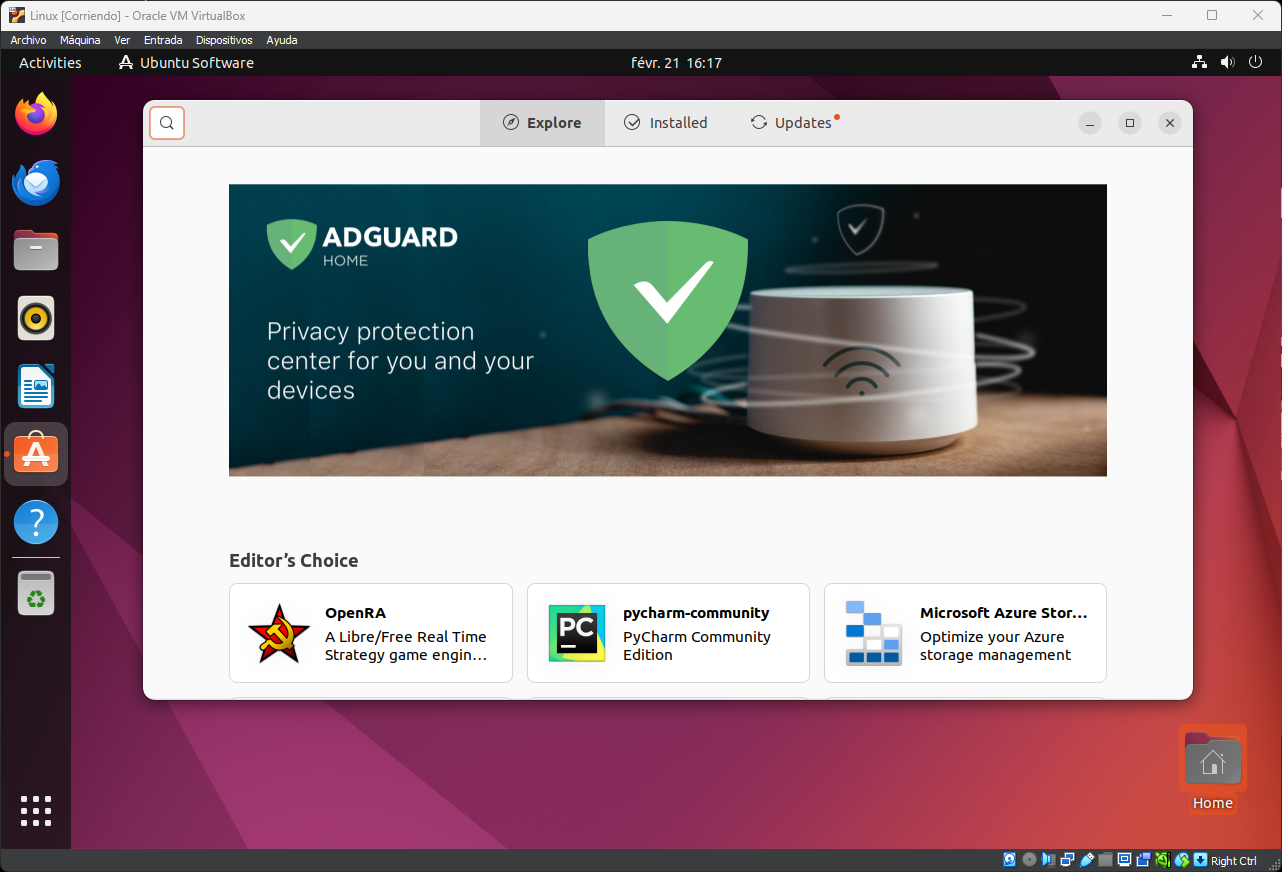 Linux [Corriendo] - Oracle VM VirtualBox
Archivo Máquina Ver Entrada Dispositivos Ayuda
Activities Ubuntu Software févr. 21 16:17
Explore Installed Updates
ADGUARD
HOME
Privacy protection
center for you and your
devices
Editor's Choice
OpenRA
A Libre/Free Real Time
Strategy game engin…
PC
pycharm-community
PyCharm Community
Edition
Microsoft Azure Stor…
Optimize your Azure
storage management
Home
Right Ctrl